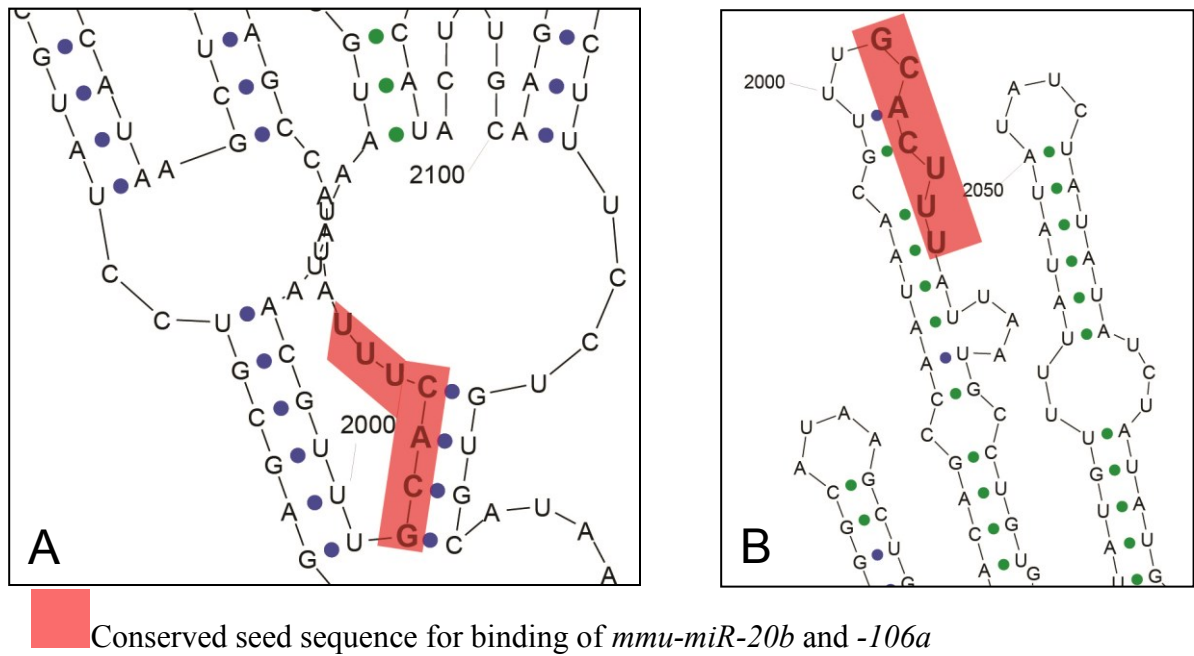 C G U A U C C U G C G A G
C A U A A G C U
A G C C A
G U A A
C A U A C U
U G C A A G
C U U U C C U G U G C A U A A
A A C G U U U G C A C U U U A
2000
2100
A
2000
2050
U U U G C A A U A A C C G A C A
U G C A C U U U A U U A A U G C C U G U G
U A U C U A U A U A U C U A U A U G
A U A U A U U U U G U A U
G G C A U A A G C U G
B
Conserved seed sequence for binding of mmu-miR-20b and -106a